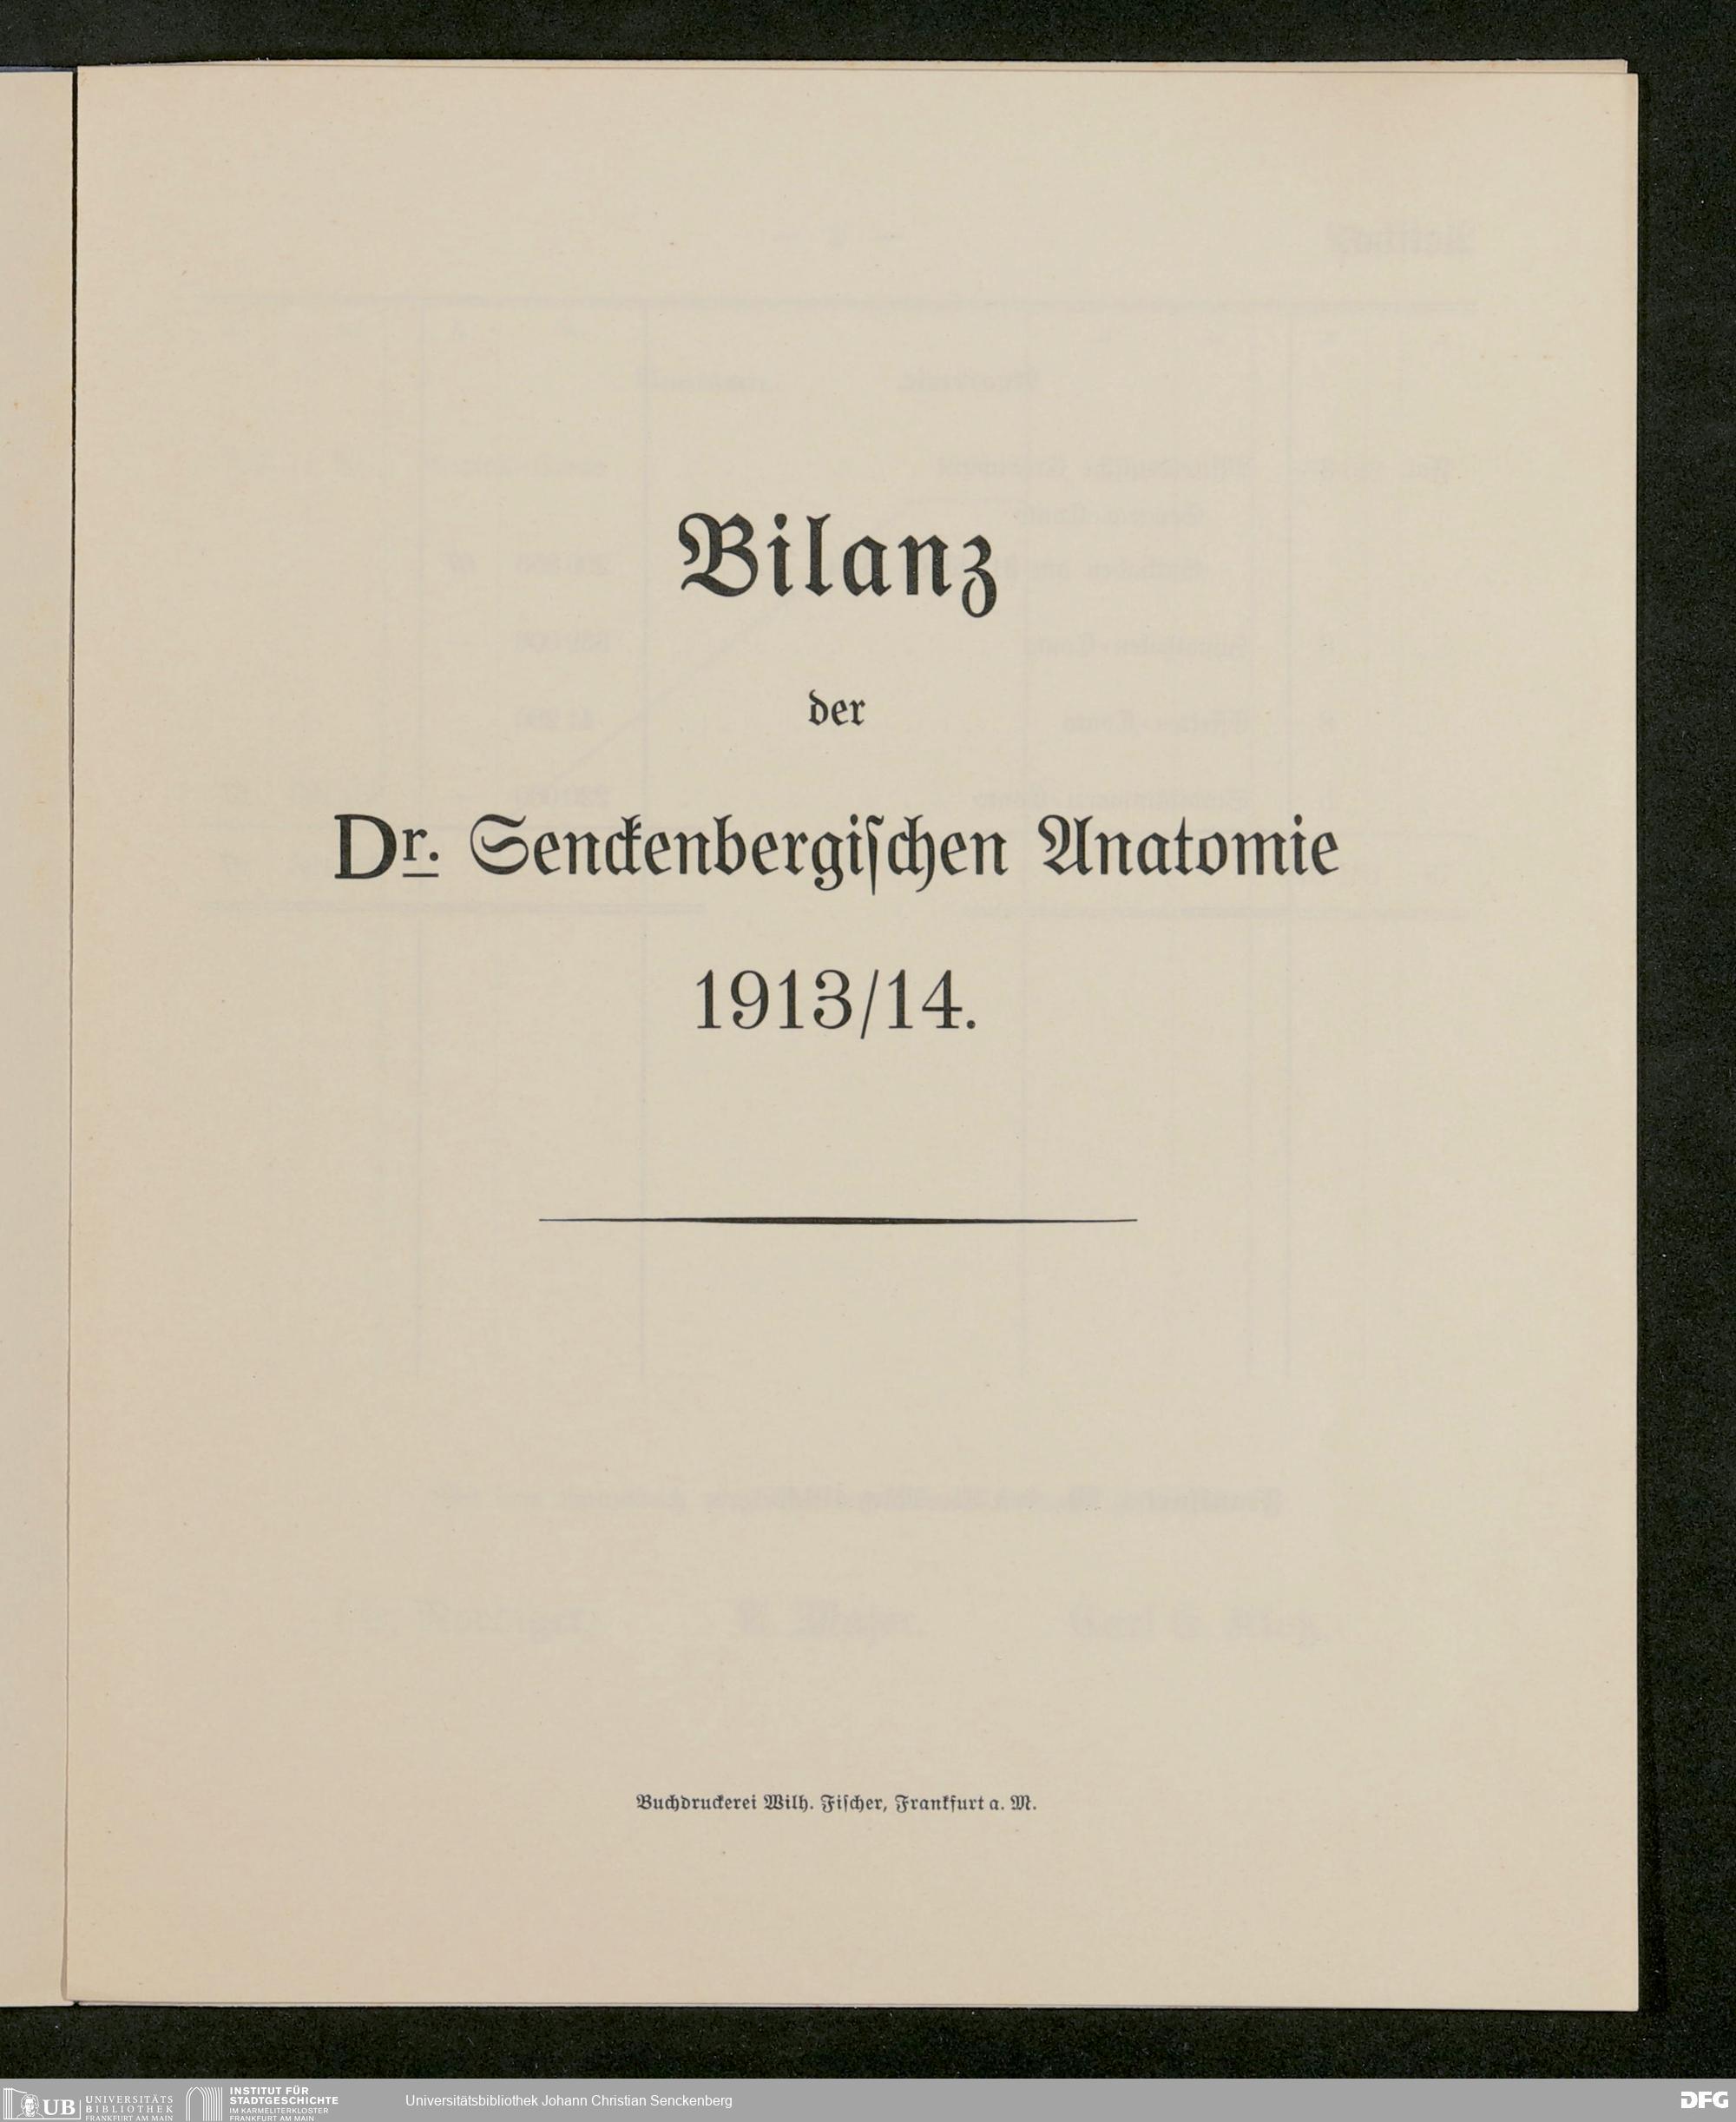 Bilanz
der
Dr. Senckenbergiſchen Anatomie
1913/14.
Buchdruckerei Wilh. Fiſcher, Frankfurt a. M.
UB
UNIVERSITÄTS
BIBLIOTHEK
FRANKFURT AM MAIN
INSTITUT FÜR
STADTGESCHICHTE
IM KARMELITERKLOSTER
FRANKFURT AM MAIN
Universitätsbibliothek Johann Christian Senckenberg
DFG